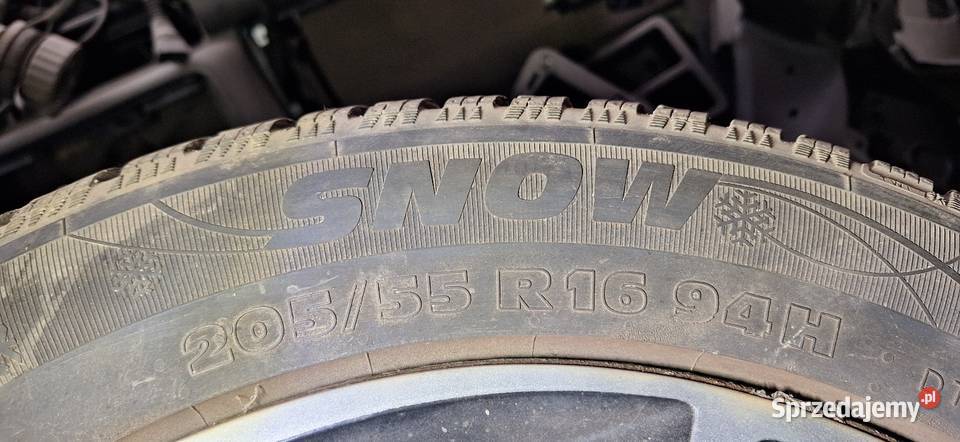 SNOW
205/55 R16 94H
Sprzedajemy.pl